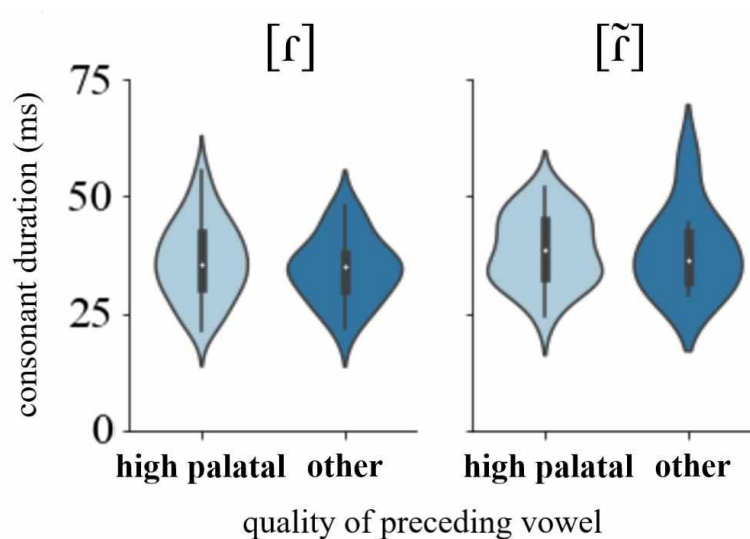 [ɾ]
[ɾ̃]
75
50
25
0
consonant duration (ms)
high palatal
other
high palatal
other
quality of preceding vowel